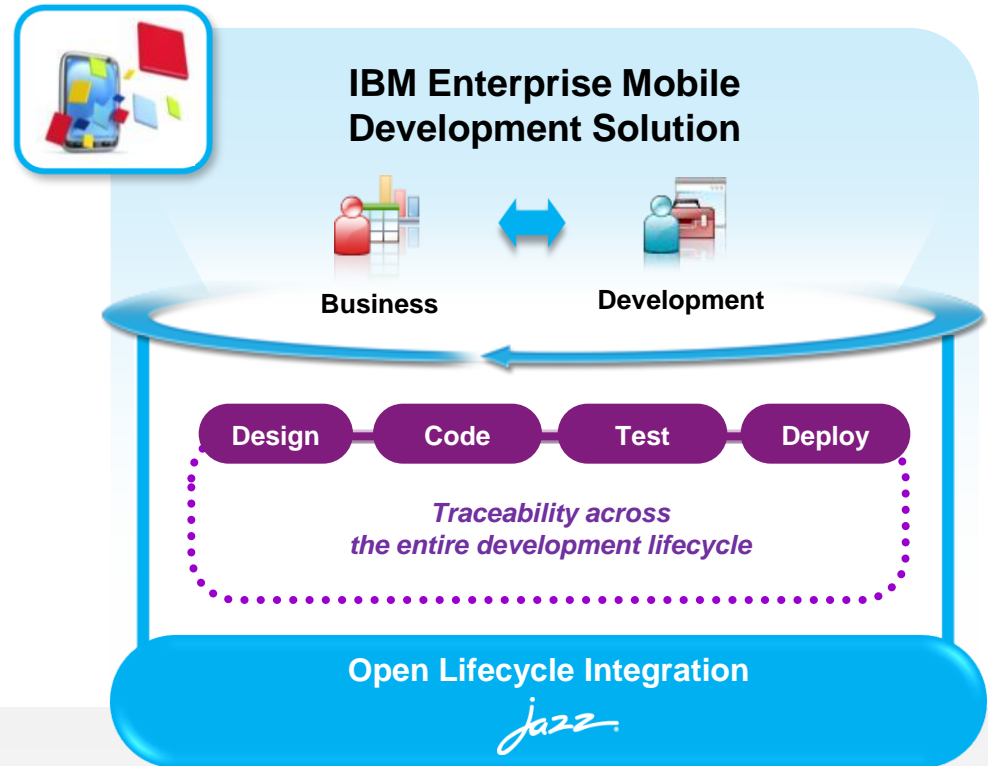 IBM Enterprise Mobile
Development Solution
Business
Development
Design
Code
Test
Deploy
Traceability across
the entire development lifecycle
Open Lifecycle Integration
jazz